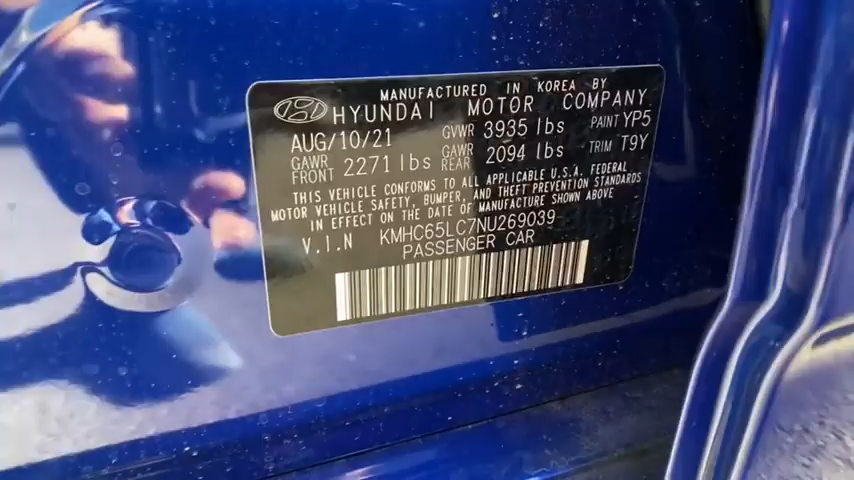 MANUFACTURED IN KOREA BY
HYUNDAI MOTOR COMPANY
AUG/10/21 GVWR 3935 lbs PAINT YP5
GAWR FRONT 2271 lbs GAWR REAR 2094 lbs TRIM T9Y
THIS VEHICLE CONFORMS TO ALL APPLICABLE U.S.A. FEDERAL
MOTOR VEHICLE SAFETY, BUMPER, AND THEFT PREVENTION STANDARDS
IN EFFECT ON THE DATE OF MANUFACTURE SHOWN ABOVE
V.I.N KMHC65LC7NU269039
PASSENGER CAR